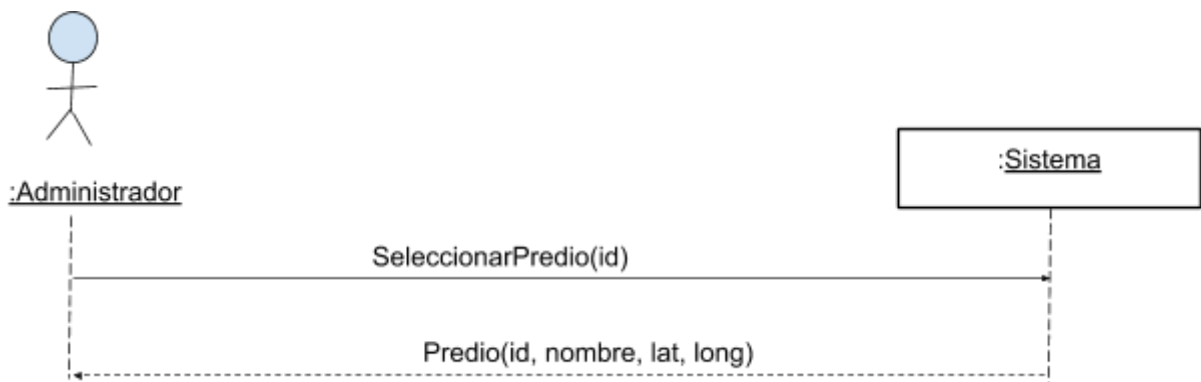 :Sistema
:Administrador
SeleccionarPredio(id)
Predio(id, nombre, lat, long)